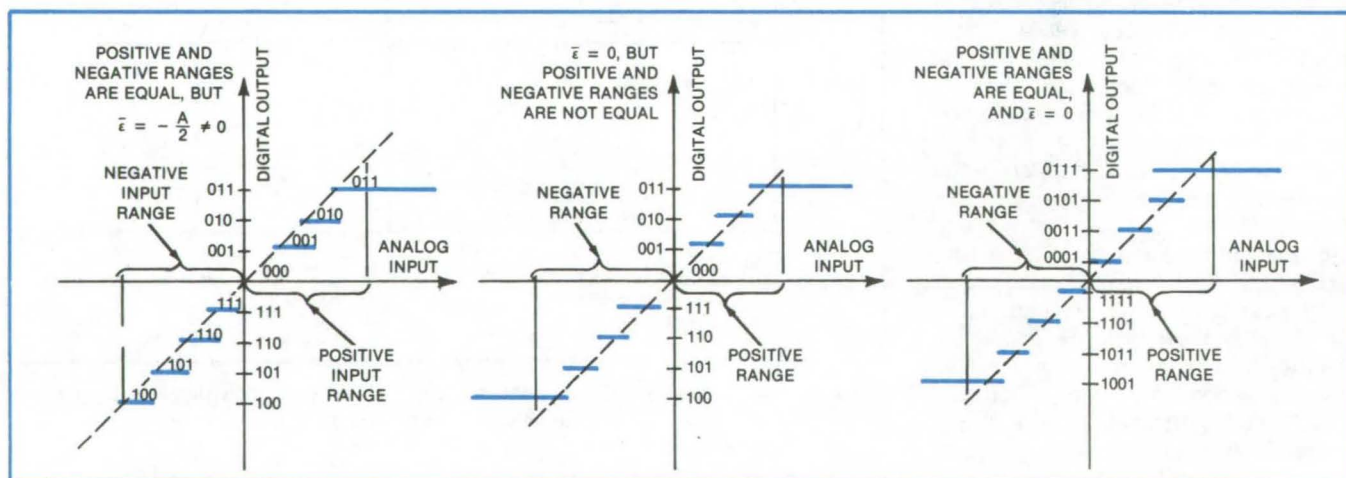 POSITIVE AND
NEGATIVE RANGES
ARE EQUAL, BUT
ε̄ = − A/2 ≠ 0
DIGITAL OUTPUT
NEGATIVE
INPUT
RANGE
011
010
001
011
010
001
000
ANALOG
INPUT
111
110
101
100
111
110
101
100
POSITIVE
INPUT
RANGE
ε̄ = 0, BUT
POSITIVE AND
NEGATIVE RANGES
ARE NOT EQUAL
DIGITAL OUTPUT
NEGATIVE
RANGE
011
010
001
000
ANALOG
INPUT
111
110
101
100
POSITIVE
RANGE
POSITIVE AND
NEGATIVE RANGES
ARE EQUAL,
AND ε̄ = 0
DIGITAL OUTPUT
NEGATIVE
RANGE
0111
0101
0011
0001
ANALOG
INPUT
1111
1101
1011
1001
POSITIVE
RANGE